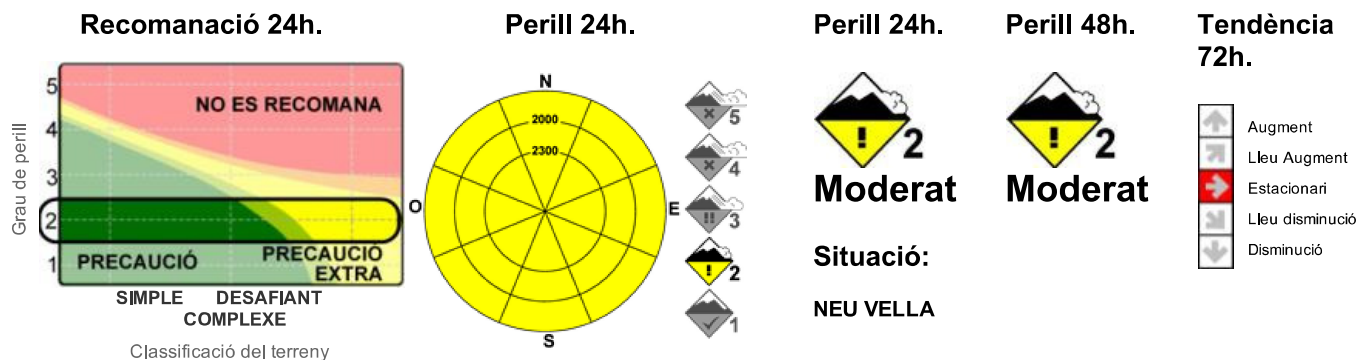 Recomanació 24h.
Perill 24h.
Perill 24h.
Perill 48h.
Tendència
72h.
Grau de perill
5
4
3
2
1
NO ES RECOMANA
PRECAUCIÓ
PRECAUCIÓ
EXTRA
SIMPLE
DESAFIANT
COMPLEXE
Classificació del terreny
N
2000
2300
O
E
S
5
4
!! 3
! 2
1
! 2
Moderat
! 2
Moderat
Situació:
NEU VELLA
Augment
Lleu Augment
Estacionari
Lleu disminució
Disminució